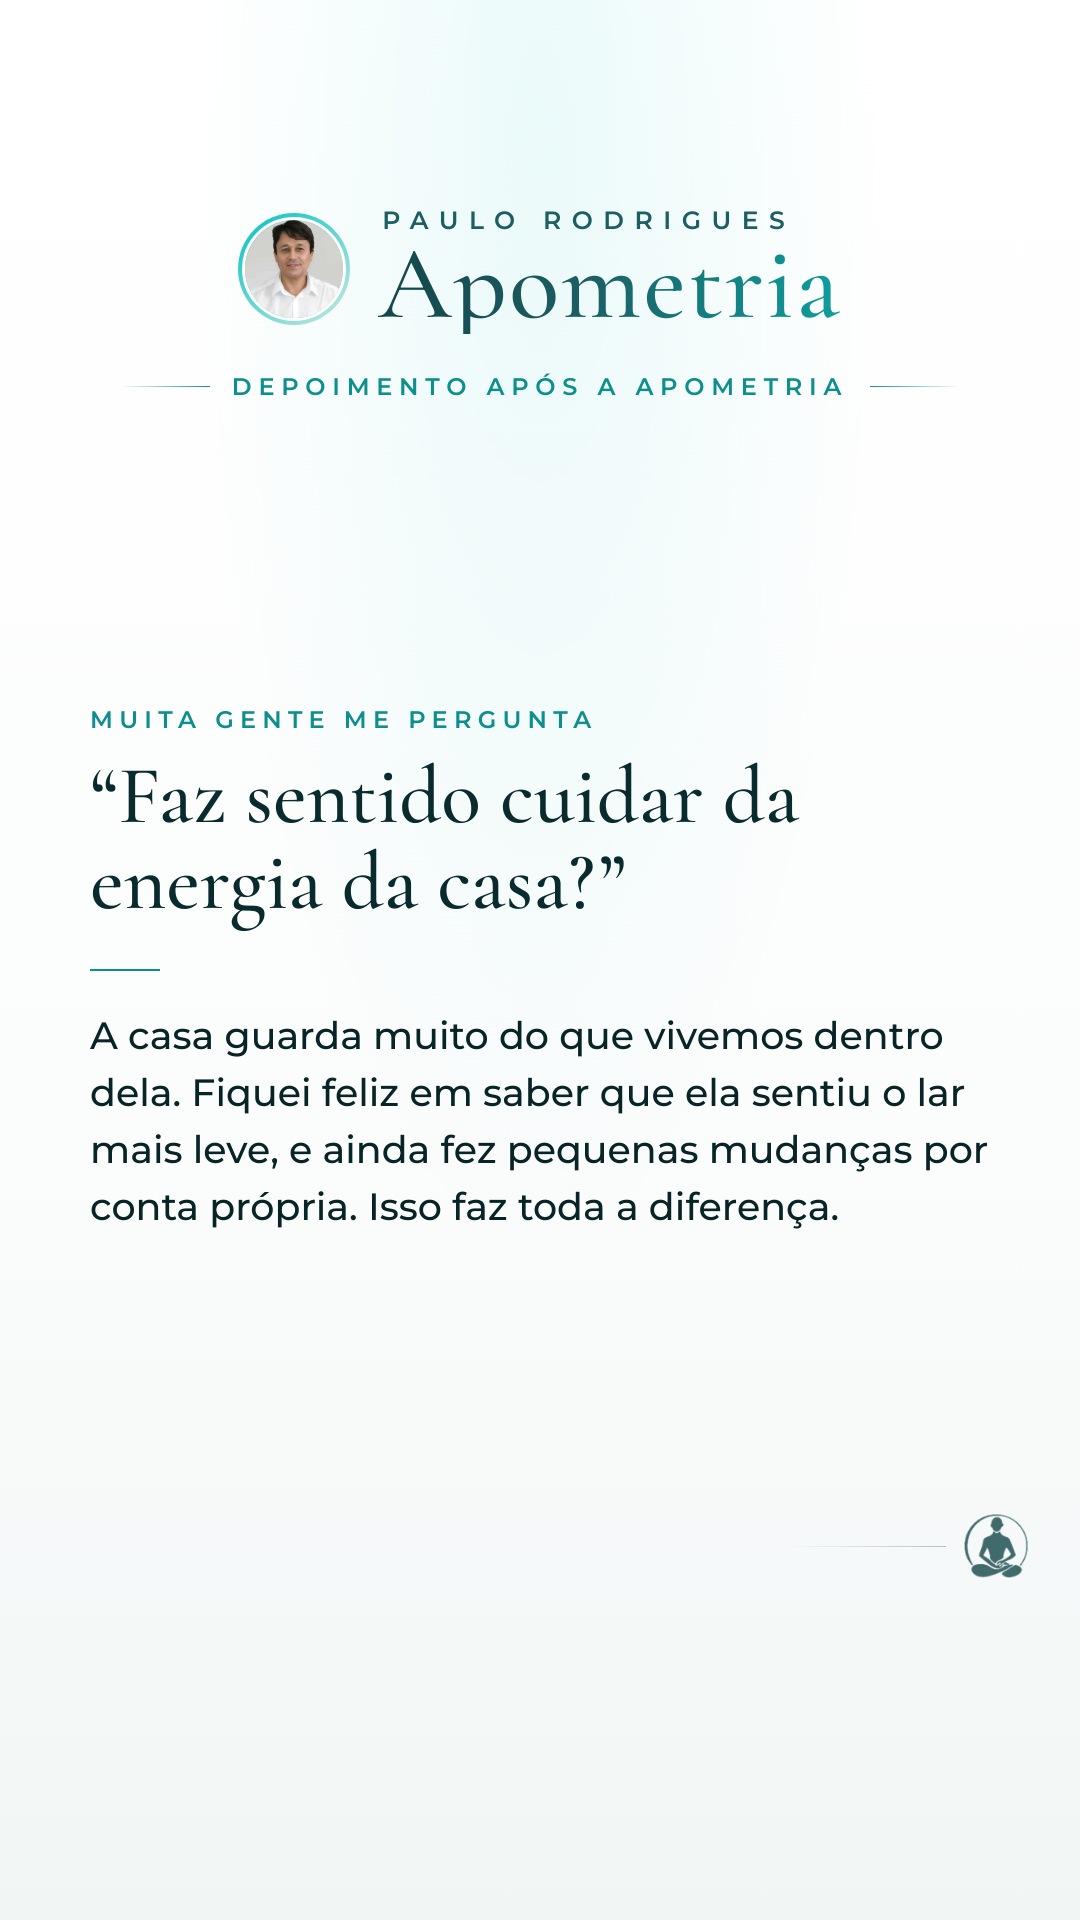 PAULO RODRIGUES
Apometria
DEPOIMENTO APÓS A APOMETRIA
MUITA GENTE ME PERGUNTA
“Faz sentido cuidar da
energia da casa?”
A casa guarda muito do que vivemos dentro
dela. Fiquei feliz em saber que ela sentiu o lar
mais leve, e ainda fez pequenas mudanças por
conta própria. Isso faz toda a diferença.